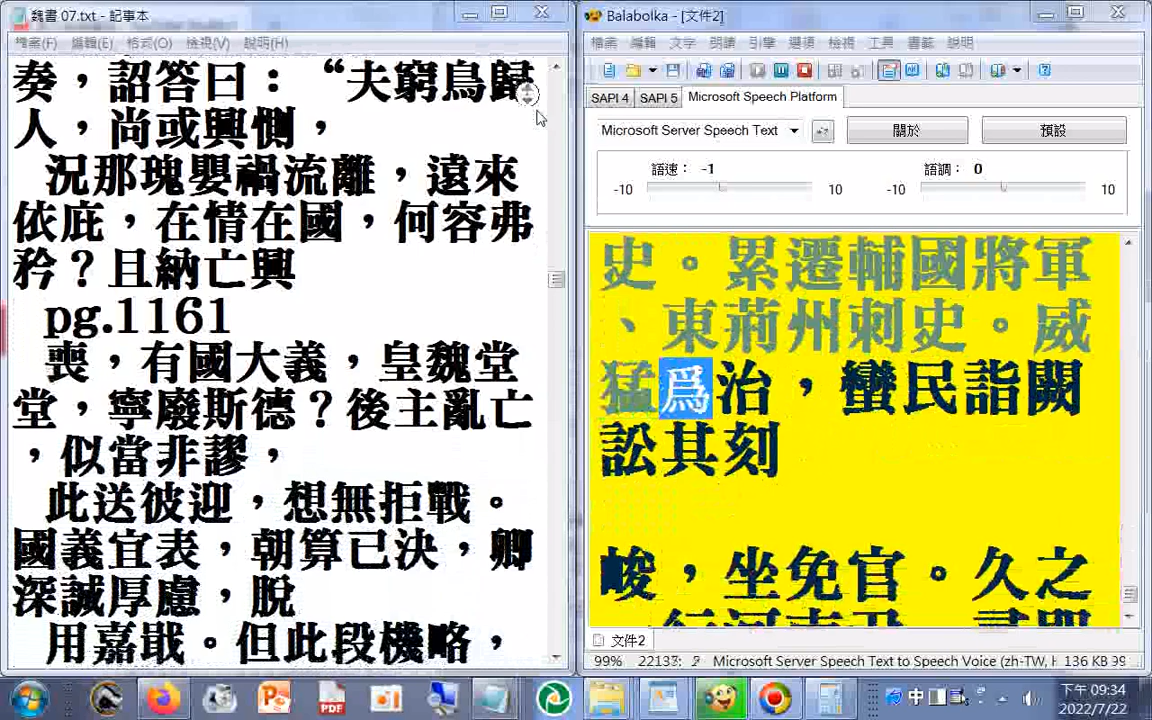 魏書 07.txt - 記事本
檔案(F) 編輯(E) 格式(O) 檢視(V) 說明(H)
奏，詔答曰：“夫窮鳥歸
人，尚或興惻，
況那瑰嬰禍流離，遠來
依庇，在情在國，何容弗
矜？且納亡興
pg.1161
喪，有國大義，皇魏堂
堂，寧廢斯德？後主亂亡
，似當非謬，
此送彼迎，想無拒戰。
國義宜表，朝算已決，卿
深誠厚慮，脫
用嘉戢。但此段機略，
Balabolka - [文件2]
檔案 編輯 文字 朗讀 引擎 選項 檢視 工具 書籤 說明
SAPI 4 SAPI 5 Microsoft Speech Platform
Microsoft Server Speech Text 關於 預設
語速： -1 語調： 0
-10 10 -10 10
史。累遷輔國將軍
、東荊州刺史。威
猛爲治，蠻民詣闕
訟其刻
峻，坐免官。久之
文件2
99% 22137: 2 Microsoft Server Speech Text to Speech Voice (zh-TW, H 136 KB 99
中
下午 09:34
2022/7/22